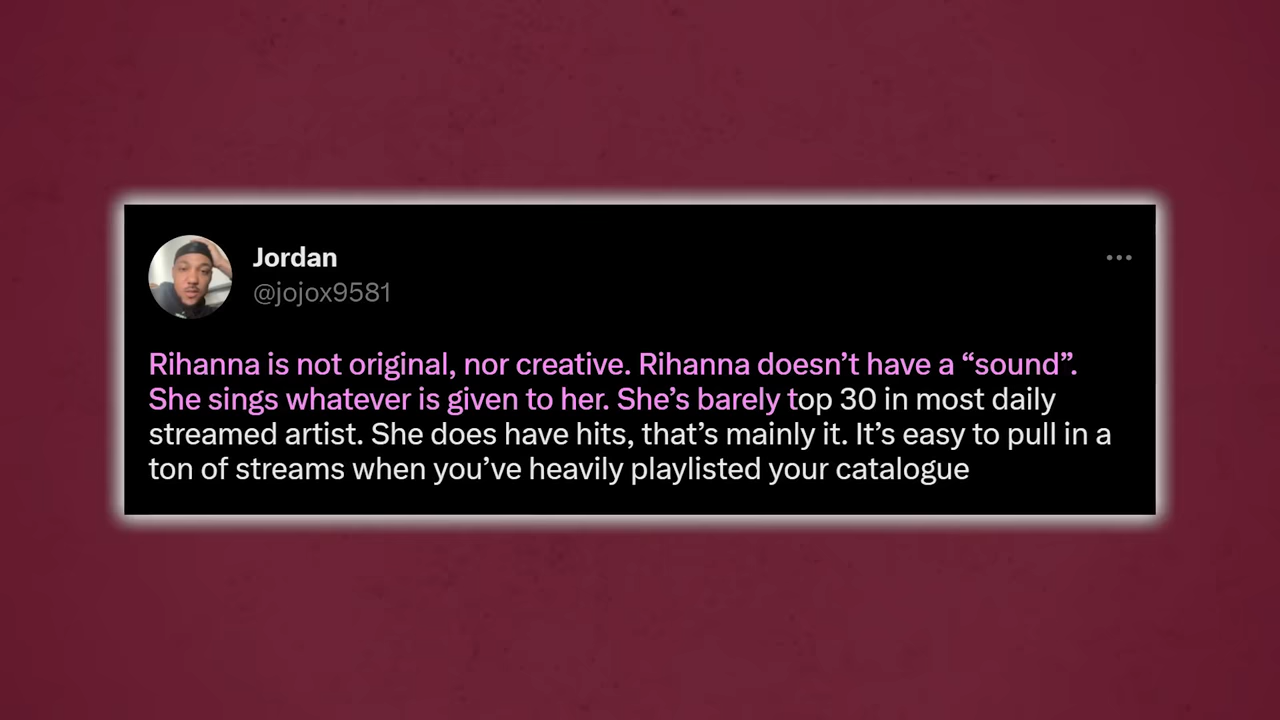 Jordan
@jojox9581
Rihanna is not original, nor creative. Rihanna doesn’t have a “sound”.
She sings whatever is given to her. She’s barely top 30 in most daily
streamed artist. She does have hits, that’s mainly it. It’s easy to pull in a
ton of streams when you’ve heavily playlisted your catalogue